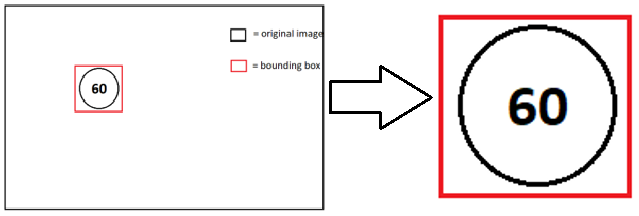 = original image
= bounding box
60
60